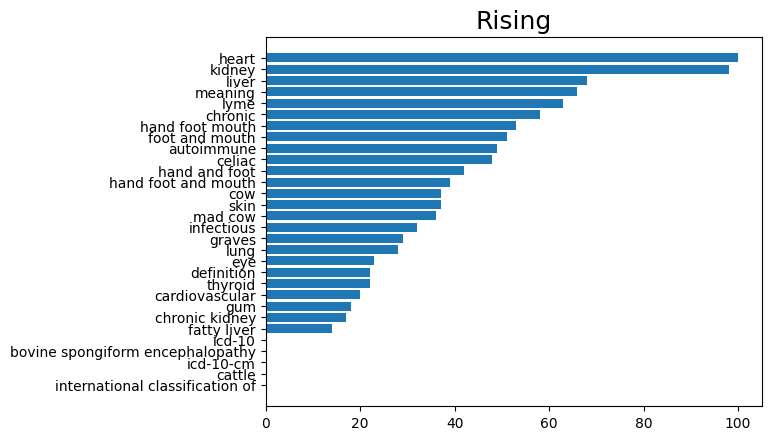 Rising
heart
kidney
liver
meaning
lyme
chronic
hand foot mouth
foot and mouth
autoimmune
celiac
hand and foot
hand foot and mouth
cow
skin
mad cow
infectious
graves
lung
eye
definition
thyroid
cardiovascular
gum
chronic kidney
fatty liver
icd-10
bovine spongiform encephalopathy
icd-10-cm
cattle
international classification of
0 20 40 60 80 100